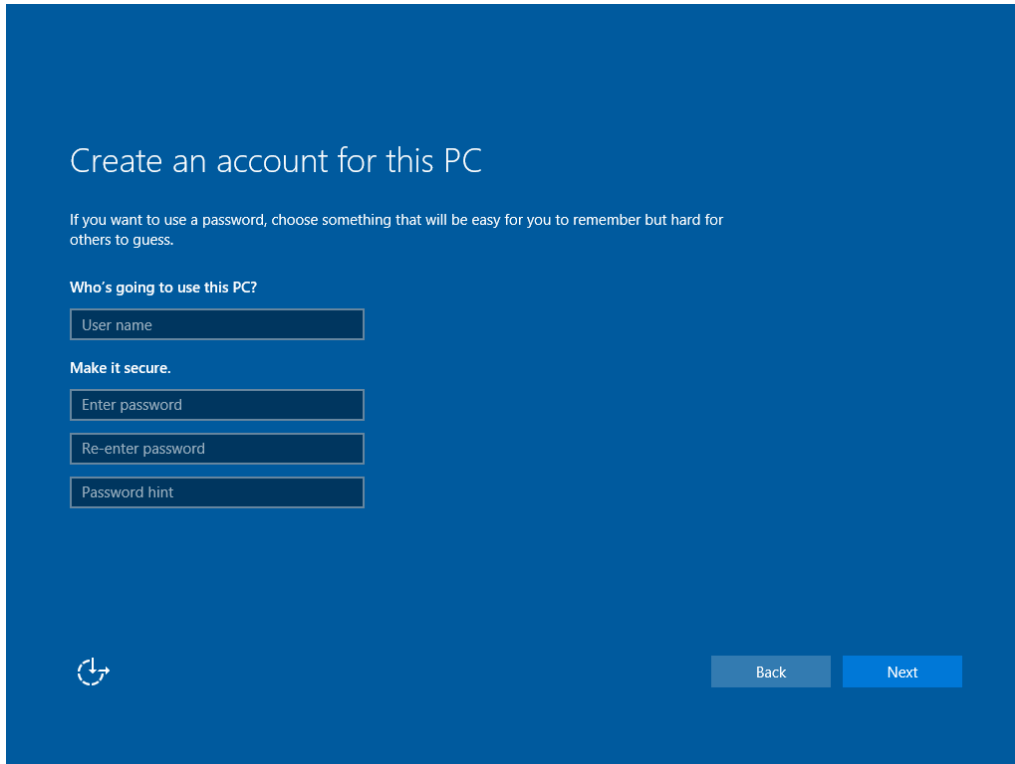 Create an account for this PC
If you want to use a password, choose something that will be easy for you to remember but hard for
others to guess.
Who's going to use this PC?
User name
Make it secure.
Enter password
Re-enter password
Password hint
Back
Next